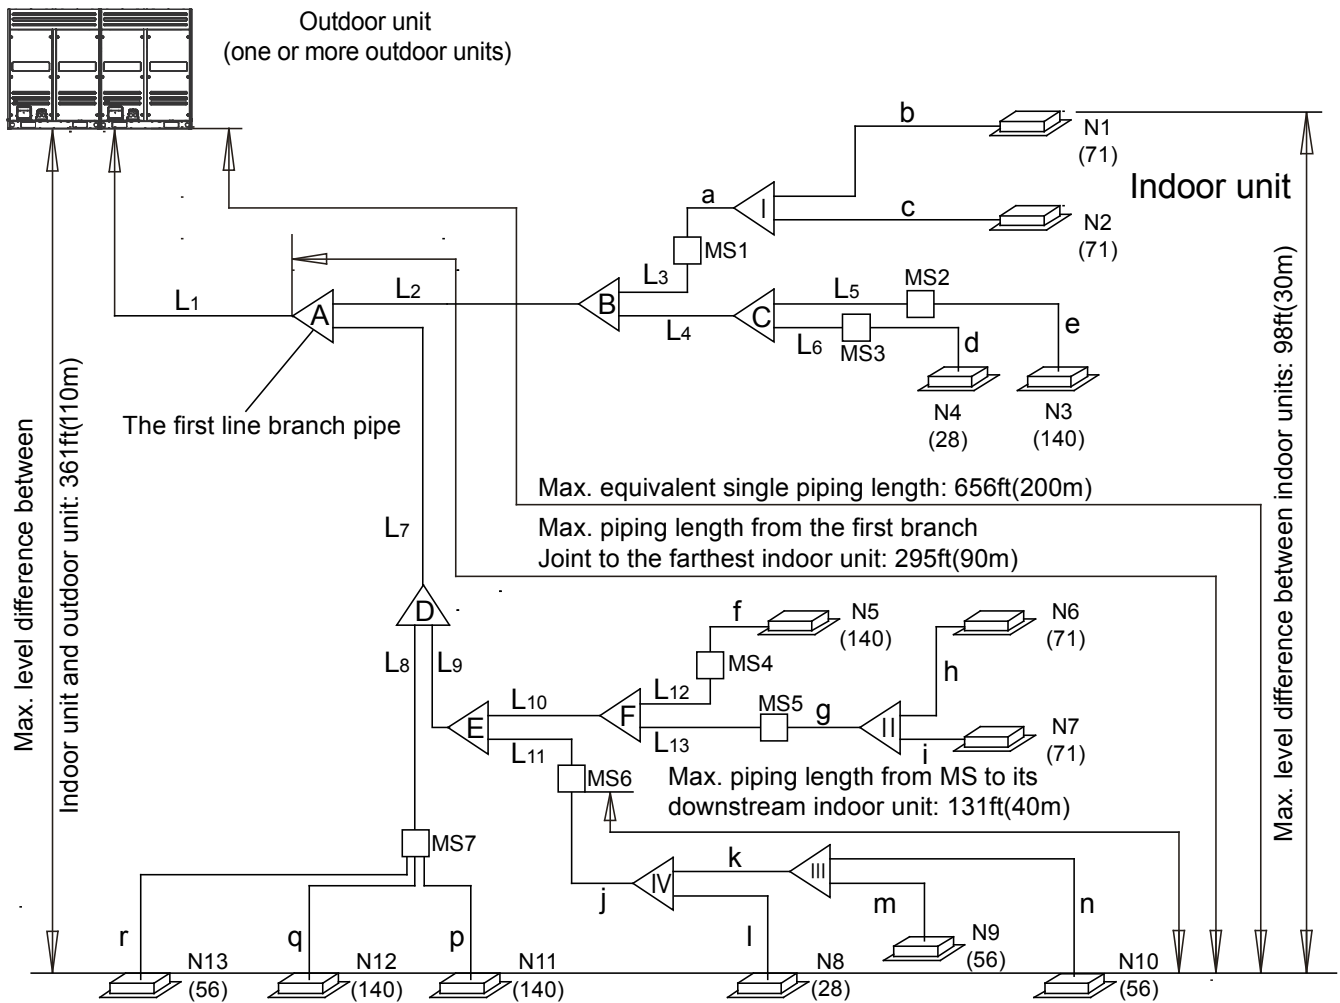 Outdoor unit
(one or more outdoor units)
b
N1
(71)
Indoor unit
a
I
c
N2
(71)
MS1
L3
MS2
L1
A
L2
B
L5
C
L4
L6
MS3
d
e
The first line branch pipe
N4
(28)
N3
(140)
Max. level difference between
Indoor unit and outdoor unit: 361ft(110m)
Max. level difference between indoor units: 98ft(30m)
Max. equivalent single piping length: 656ft(200m)
L7
Max. piping length from the first branch
Joint to the farthest indoor unit: 295ft(90m)
D
f
N5
(140)
N6
(71)
L8
L9
MS4
h
L10
L12
E
F
MS5
g
II
L11
L13
i
N7
(71)
MS6
Max. piping length from MS to its
downstream indoor unit: 131ft(40m)
MS7
k
III
IV
j
m
n
r
q
p
l
N9
(56)
N13
(56)
N12
(140)
N11
(140)
N8
(28)
N10
(56)